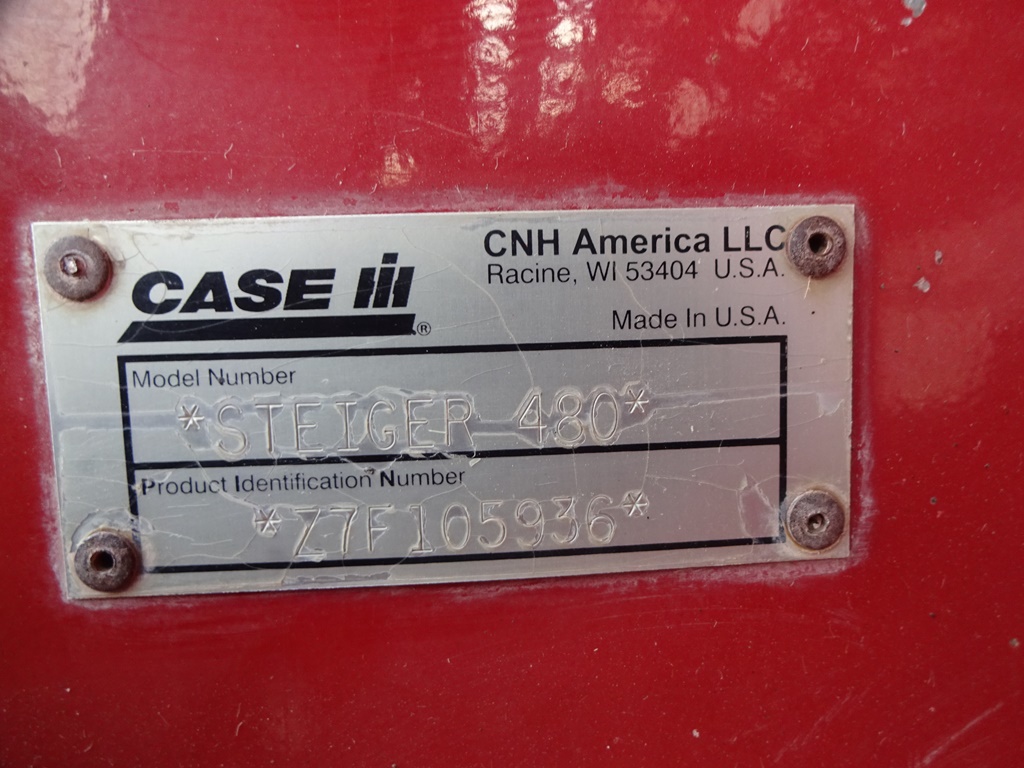 CASE IH®
CNH America LLC
Racine, WI 53404 U.S.A.
Made In U.S.A.
Model Number
*STEIGER 480*
Product Identification Number
*Z7F105936*